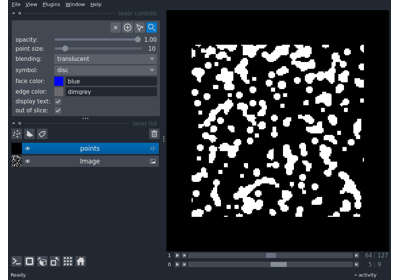 File View Plugins Window Help
layer controls
opacity: 1.00
point size: 10
blending: translucent
symbol: disc
face color: blue
edge color: dimgrey
display text:
out of slice:
layer list
points
Image
1 64 127
0 5 9
Ready activity